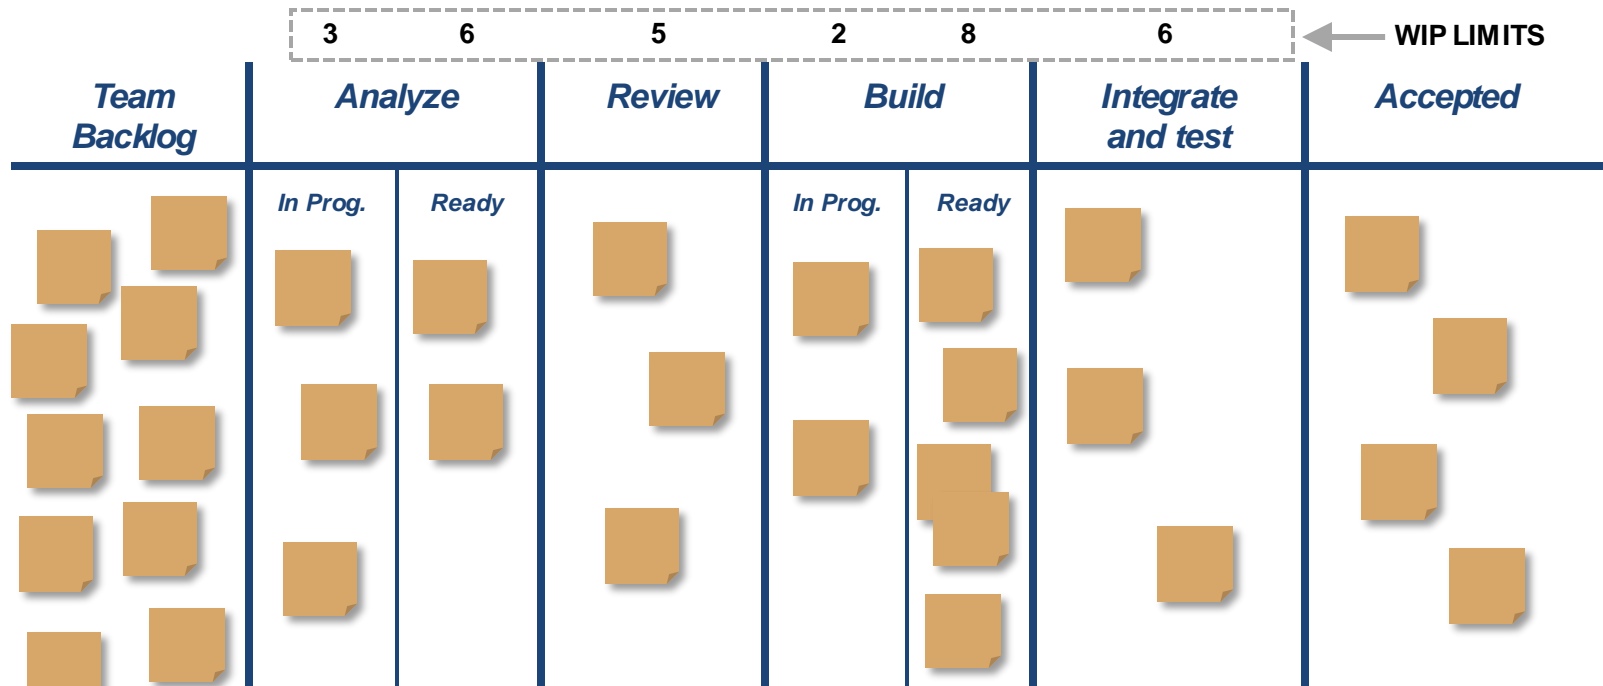 3 6 5 2 8 6 WIP LIMITS
Team Analyze Review Build Integrate Accepted
Backlog and test
In Prog. Ready In Prog. Ready